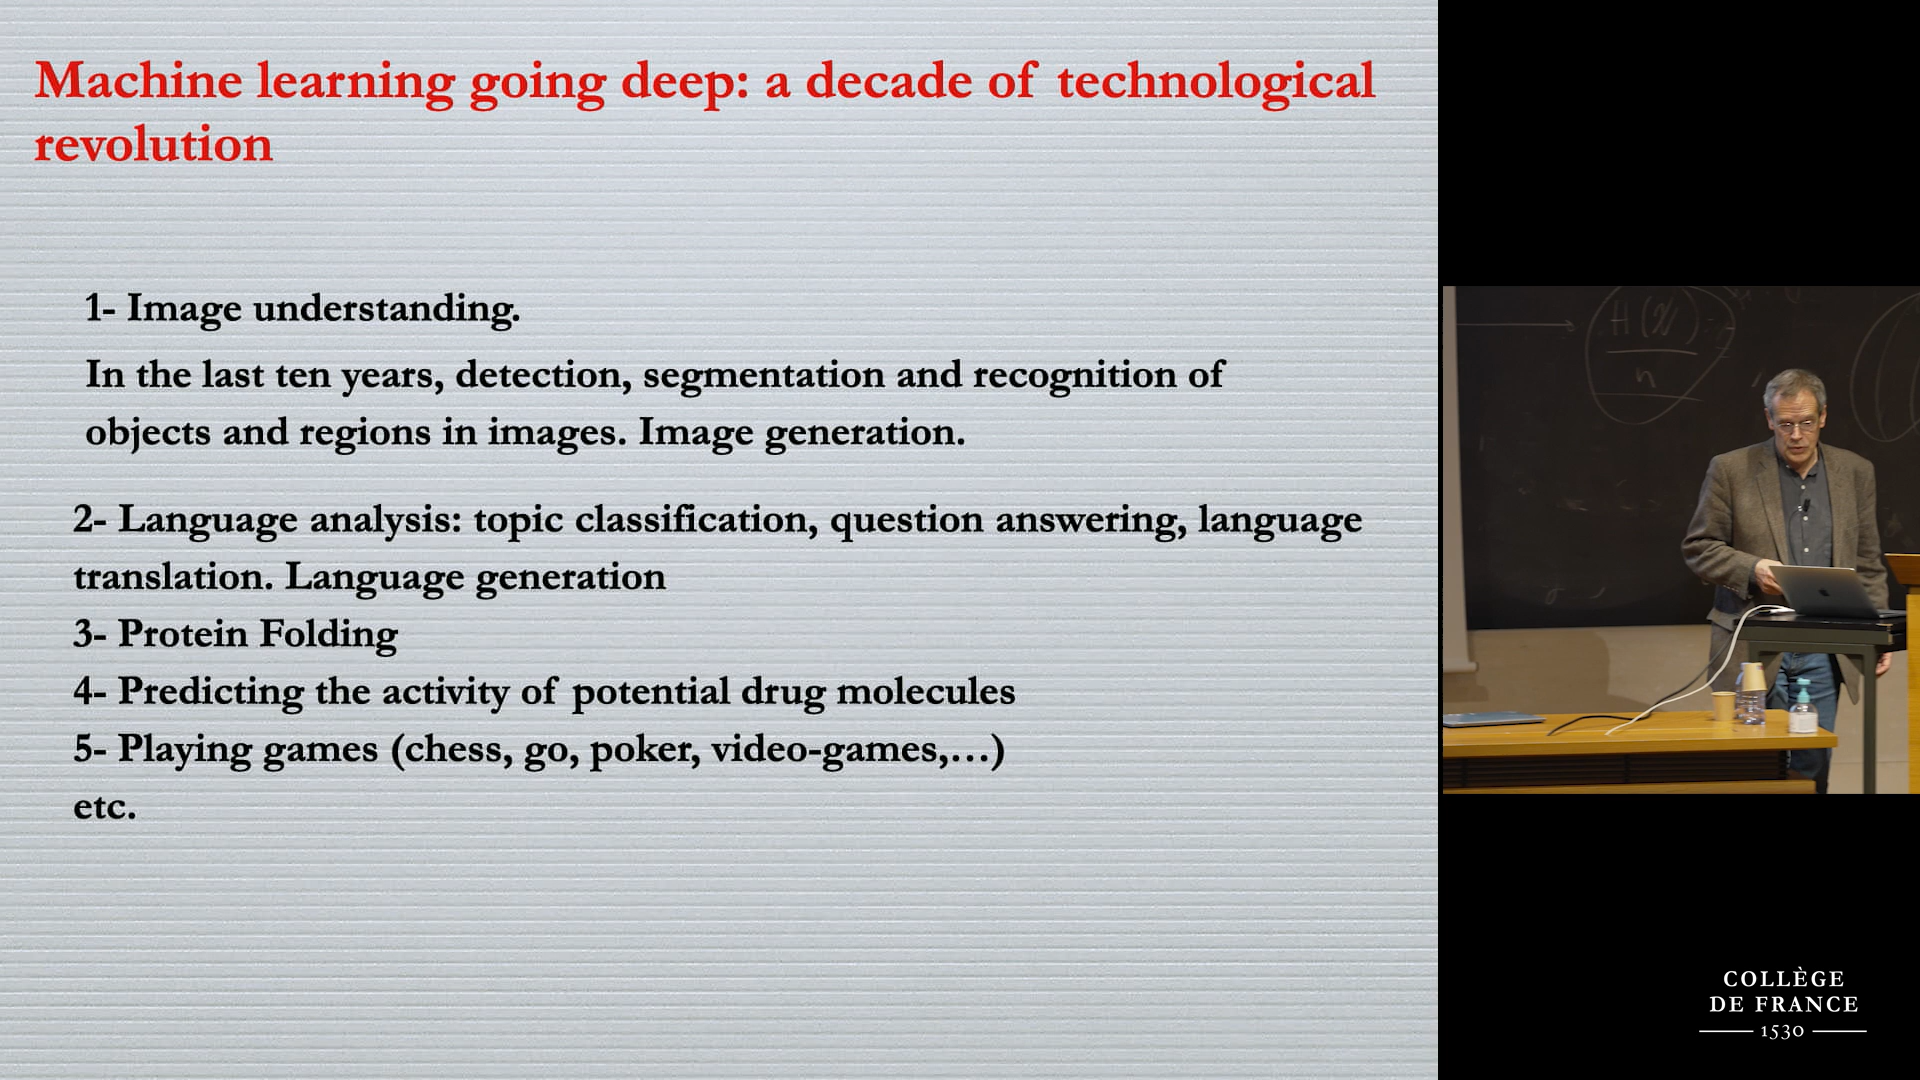 Machine learning going deep: a decade of technological
revolution
1- Image understanding.
In the last ten years, detection, segmentation and recognition of
objects and regions in images. Image generation.
2- Language analysis: topic classification, question answering, language
translation. Language generation
3- Protein Folding
4- Predicting the activity of potential drug molecules
5- Playing games (chess, go, poker, video-games,…)
etc.
H(
n
COLLÈGE
DE FRANCE
1530